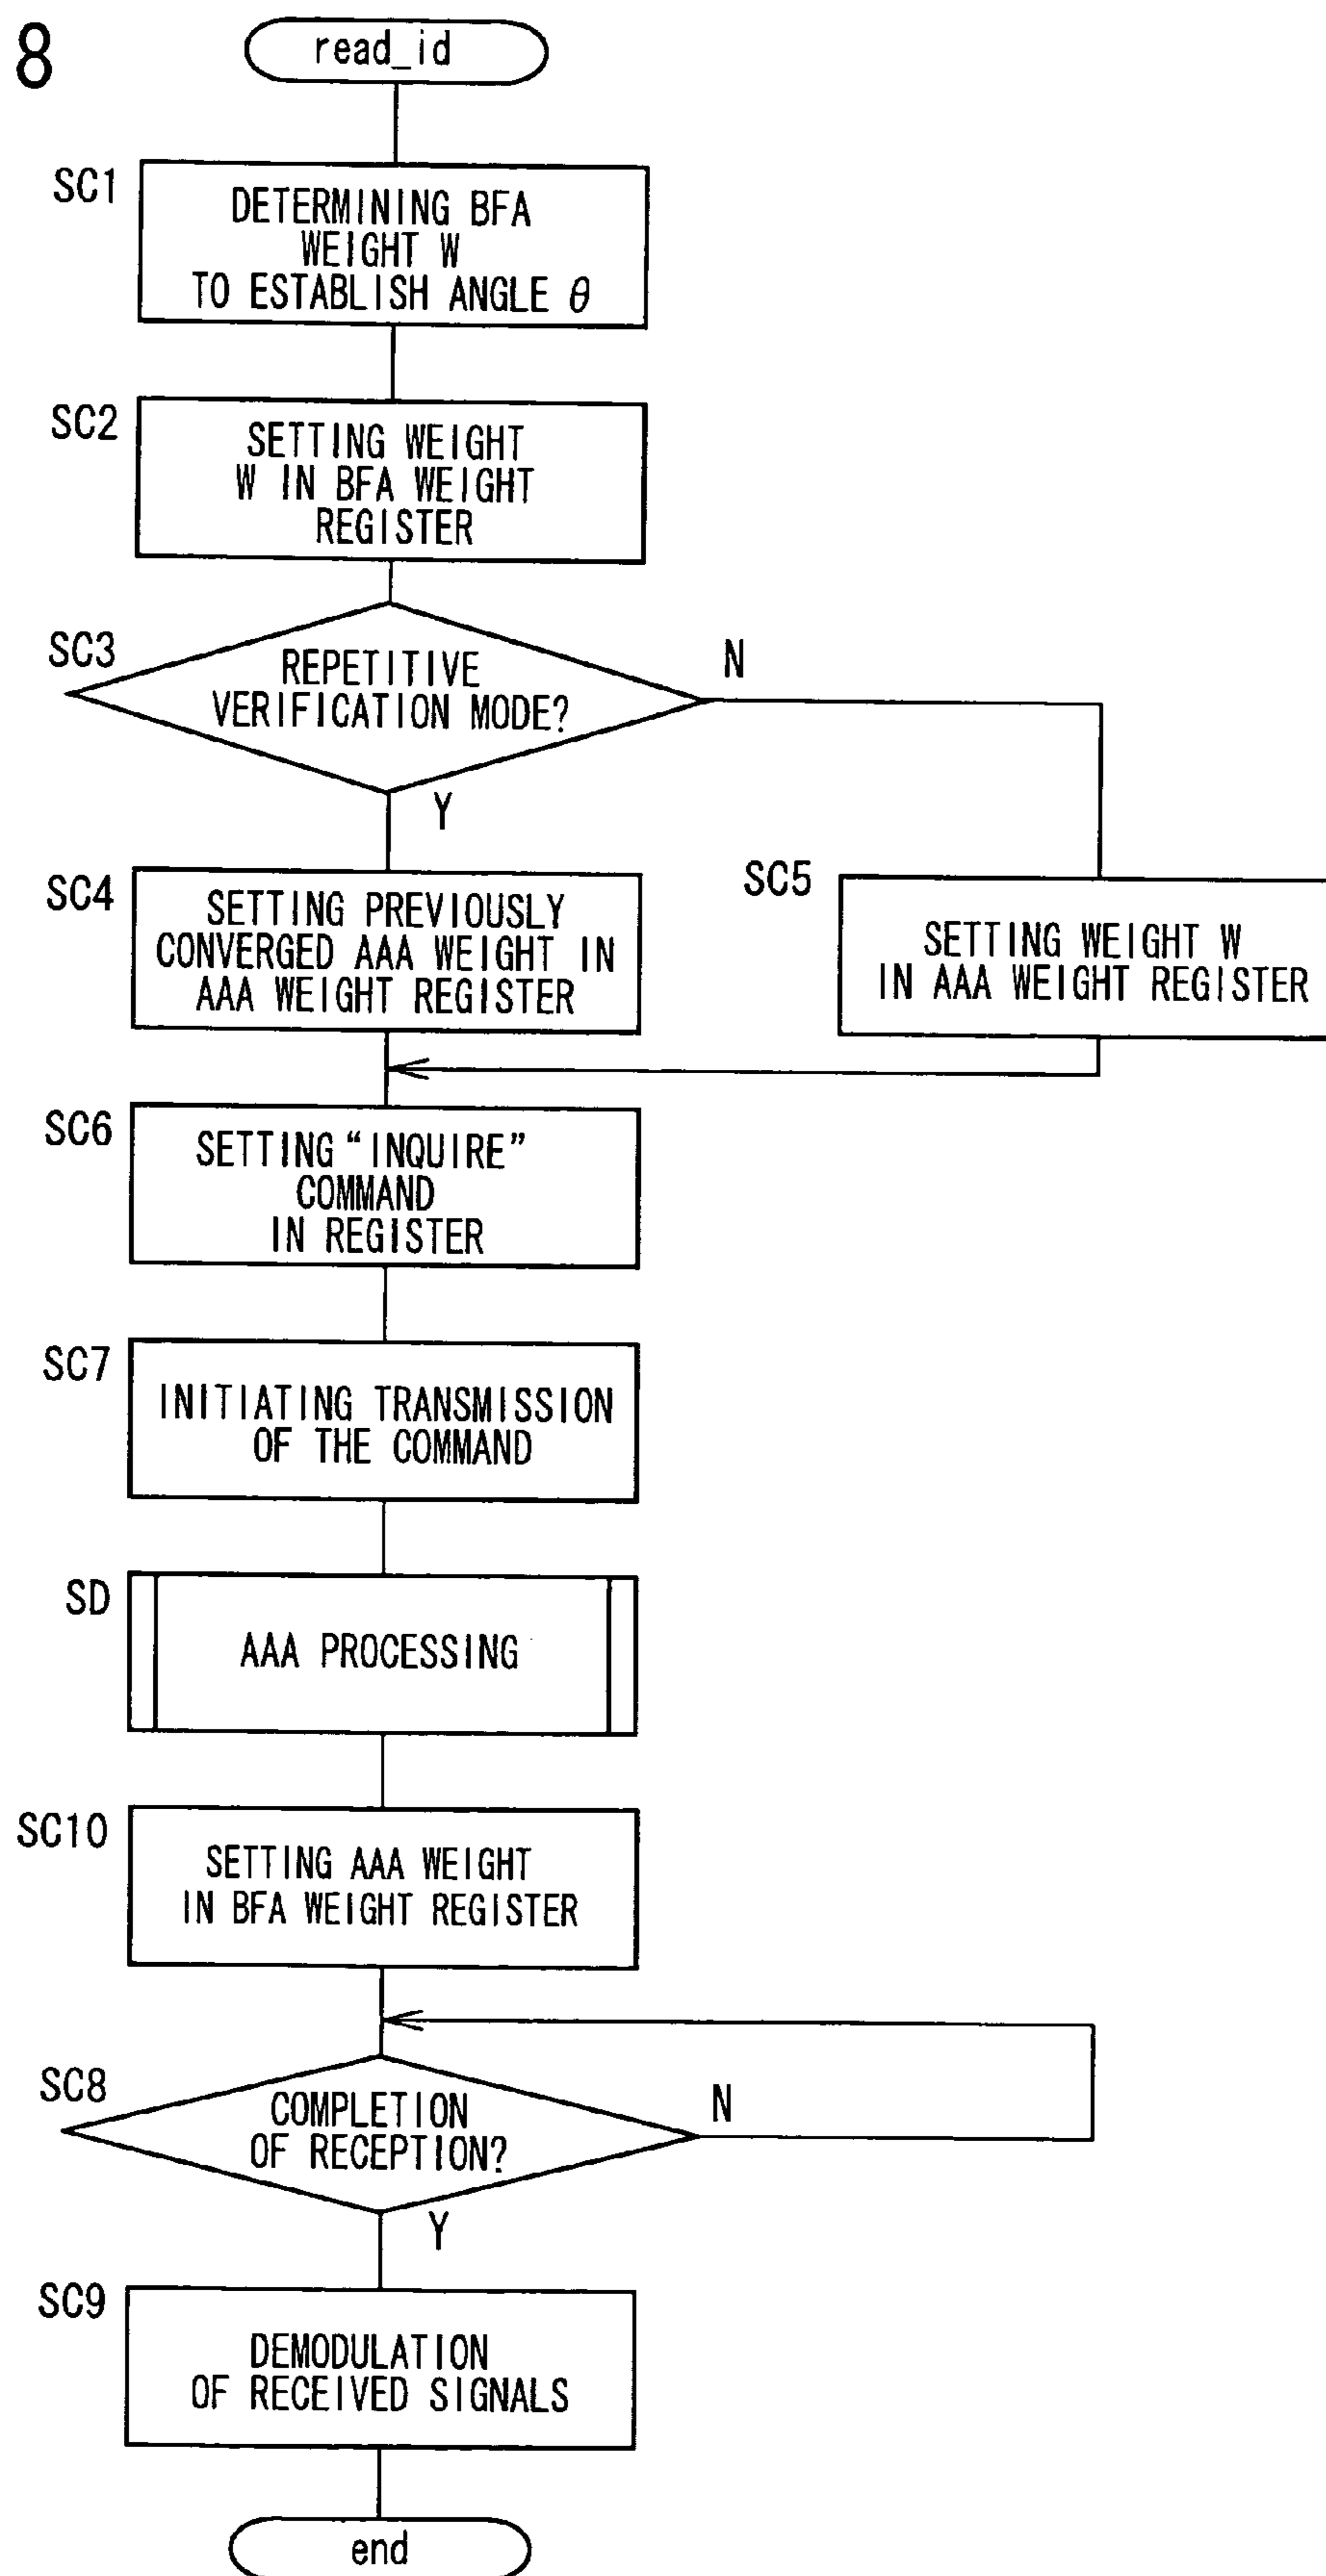 8
read_id
SC1
DETERMINING BFA
WEIGHT W
TO ESTABLISH ANGLE θ
SC2
SETTING WEIGHT
W IN BFA WEIGHT
REGISTER
SC3
REPETITIVE
VERIFICATION MODE?
N
Y
SC4
SETTING PREVIOUSLY
CONVERGED AAA WEIGHT IN
AAA WEIGHT REGISTER
SC5
SETTING WEIGHT W
IN AAA WEIGHT REGISTER
SC6
SETTING “INQUIRE”
COMMAND
IN REGISTER
SC7
INITIATING TRANSMISSION
OF THE COMMAND
SD
AAA PROCESSING
SC10
SETTING AAA WEIGHT
IN BFA WEIGHT REGISTER
SC8
COMPLETION
OF RECEPTION?
N
Y
SC9
DEMODULATION
OF RECEIVED SIGNALS
end